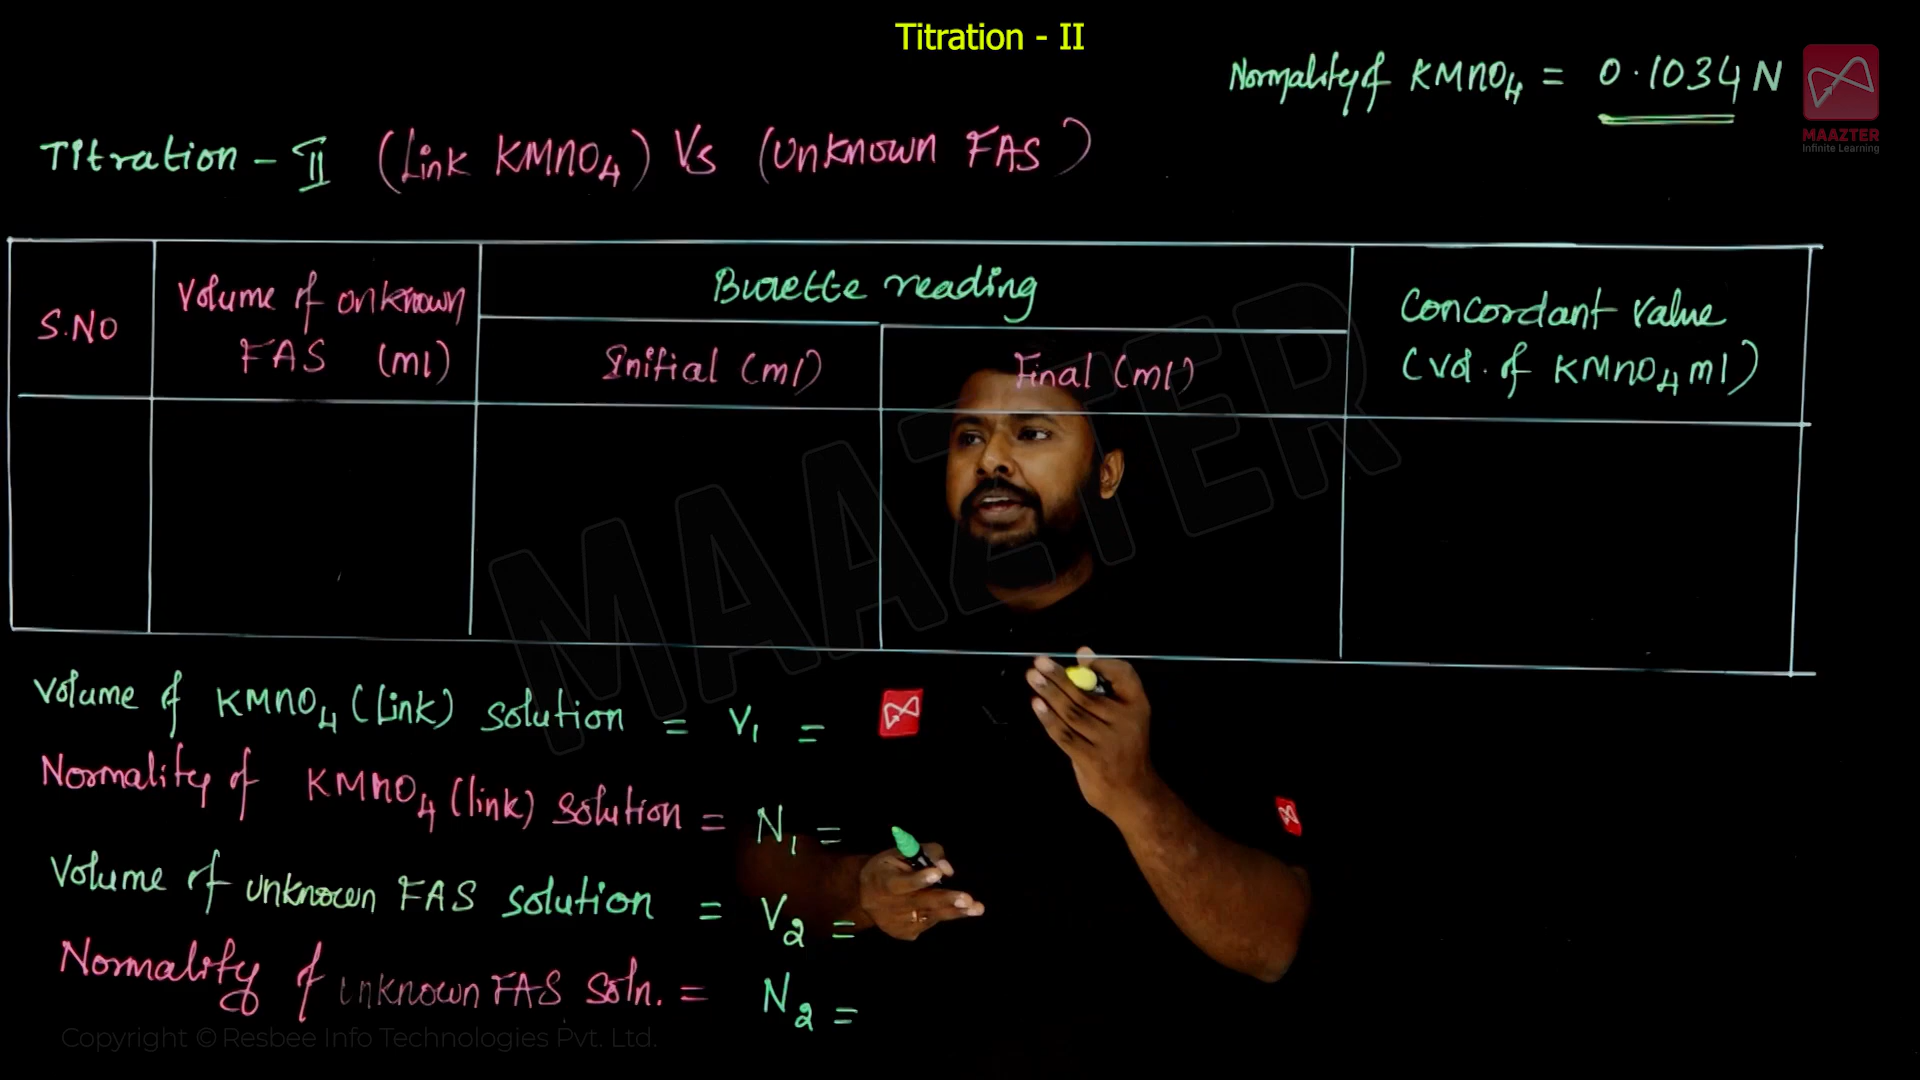 Titration - II
Normality of KMnO4 = 0.1034 N
MAAZTER
Infinite Learning
Titration - II (Link KMnO4) Vs (Unknown FAS)
S.NO
Volume of unknown FAS (ml)
Burette reading
Initial (ml)
Final (ml)
Concordant Value
(Vol. of KMnO4 ml)
MAAZTER
Volume of KMnO4 (Link) solution = V1 =
Normality of KMnO4 (link) solution = N1 =
Volume of unknown FAS solution = V2 =
Normality of unknown FAS Soln. = N2 =
Copyright © Resbee Info Technologies Pvt. Ltd.